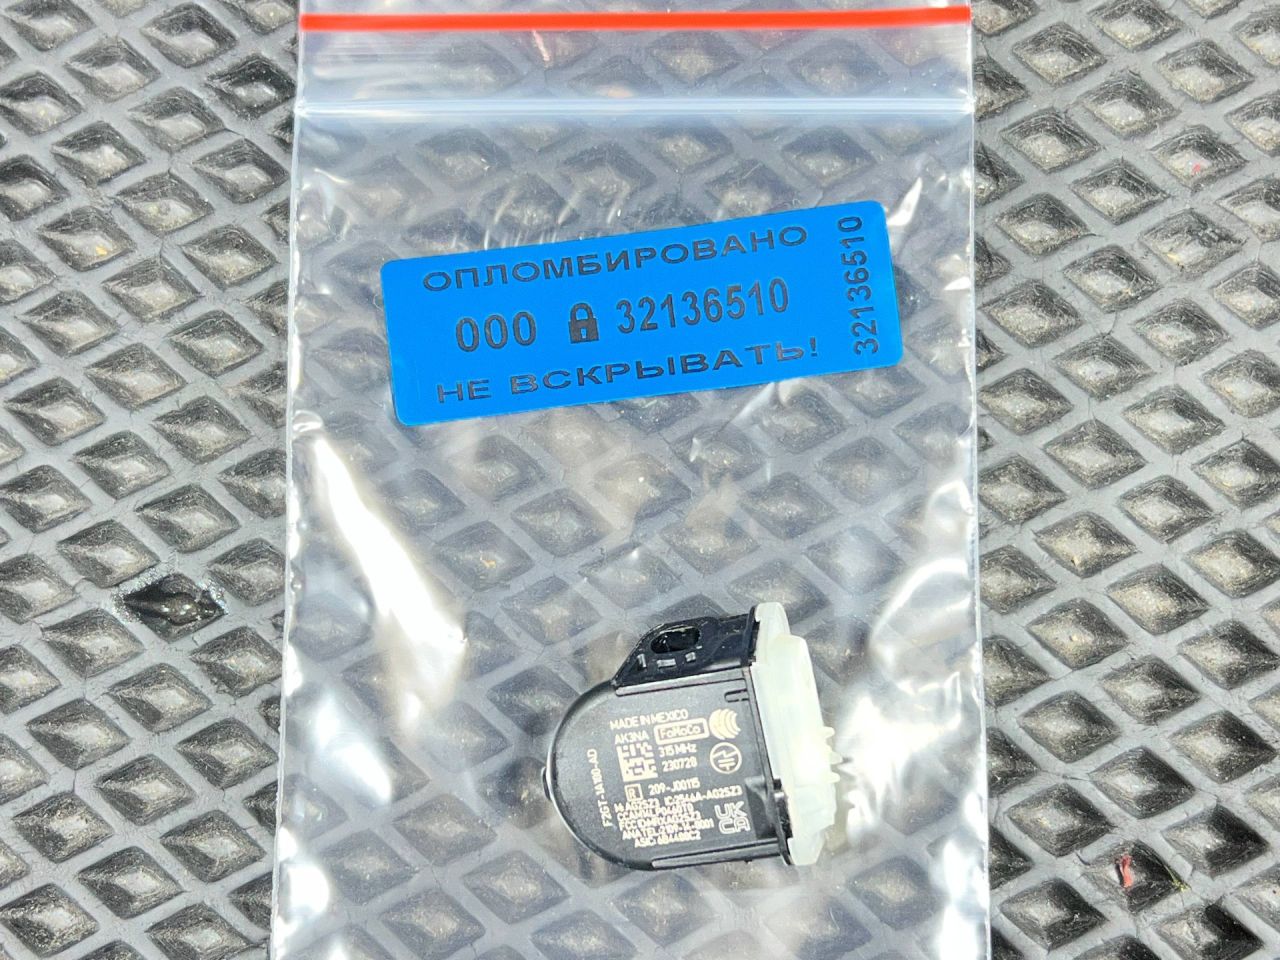 ОПЛОМБИРОВАНО
000 32136510
НЕ ВСКРЫВАТЬ!
32136510
MADE IN MEXICO
AK3NA FoMoCo
315 MHz
230728
209-J00115
F2GT-1A180-AD
UK
CA